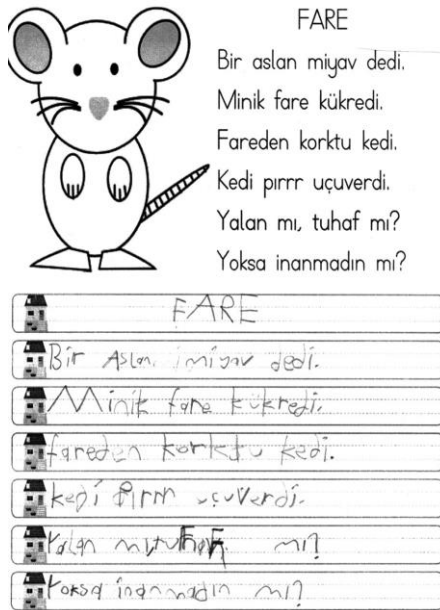 FARE
Bir aslan miyav dedi.
Minik fare kükredi.
Fareden korktu kedi.
Kedi pırrr uçuverdi.
Yalan mı, tuhaf mı?
Yoksa inanmadın mı?
FARE
Bir Aslan miyav dedi.
Minik fare kükredi.
fareden korktu kedi.
kedi pırrr uçuverdi.
Yalan mı, mı?
Yoksa inanmadın mı?